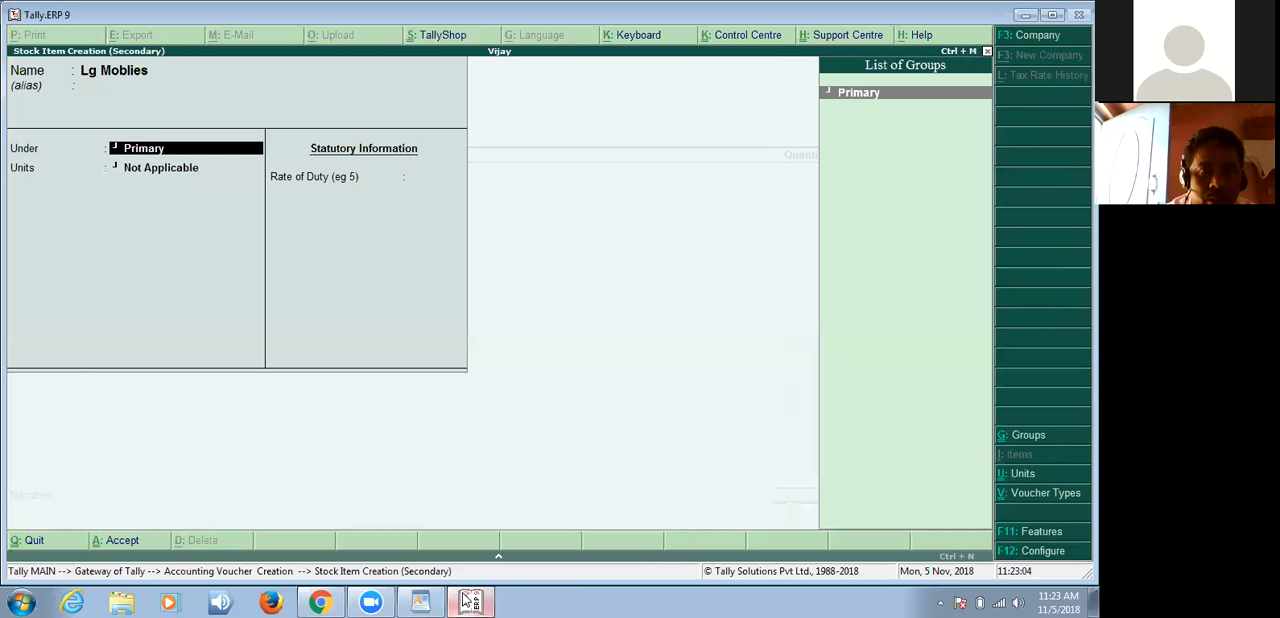 Tally.ERP 9
P: Print E: Export M: E-Mail O: Upload S: TallyShop G: Language K: Keyboard K: Control Centre H: Support Centre H: Help F3: Company
Stock Item Creation (Secondary) Vijay Ctrl + M
F3: New Company
L: Tax Rate History
Name : Lg Moblies
(alias) :
List of Groups
Primary
Under : Primary
Units : Not Applicable
Statutory Information
Rate of Duty (eg 5) :
Quanti
Narration:
G: Groups
I: Items
U: Units
V: Voucher Types
F11: Features
F12: Configure
Q: Quit A: Accept D: Delete
Ctrl + N
Tally MAIN --> Gateway of Tally --> Accounting Voucher Creation --> Stock Item Creation (Secondary) © Tally Solutions Pvt Ltd., 1988-2018 Mon, 5 Nov, 2018 11:23:04
11:23 AM
11/5/2018